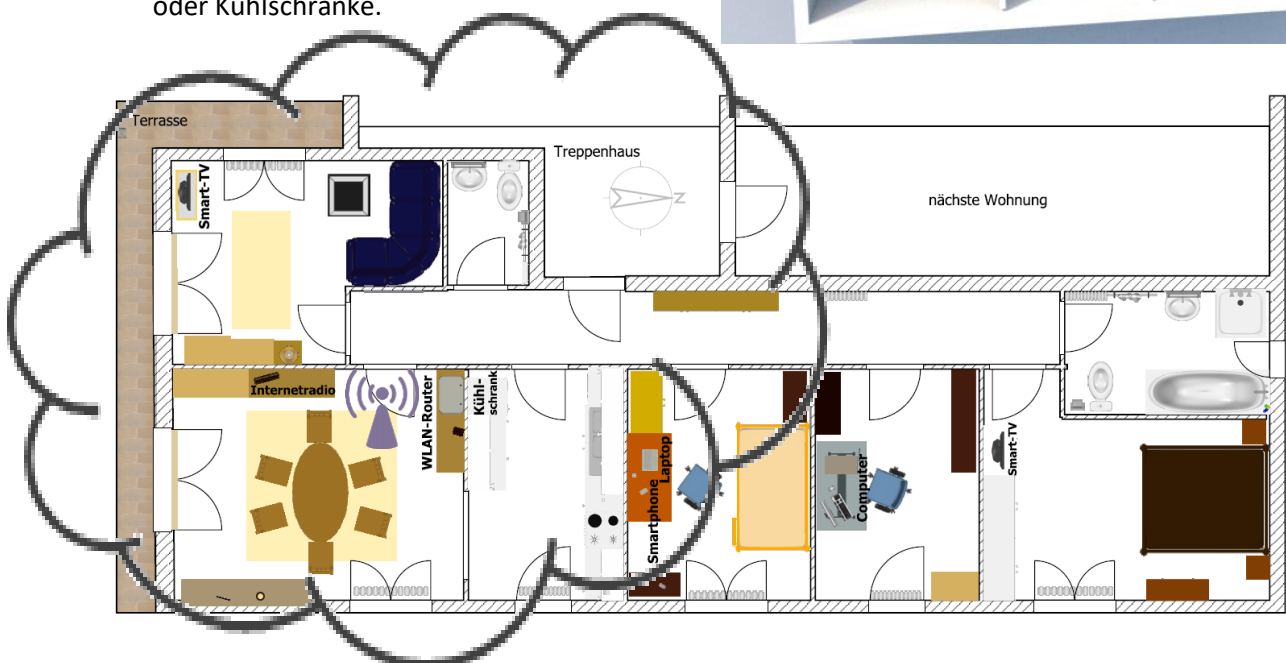 oder Kühlschränke.
Terrasse
Treppenhaus
nächste Wohnung
N
Smart-TV
Internetradio
WLAN-Router
Kühl-
schrank
Laptop
Smartphone
Computer
Smart-TV